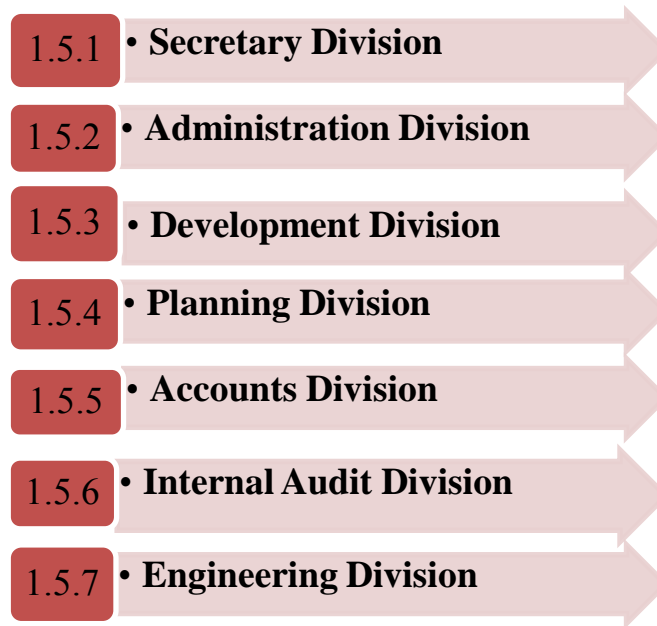 1.5.1 • Secretary Division
1.5.2 • Administration Division
1.5.3 • Development Division
1.5.4 • Planning Division
1.5.5 • Accounts Division
1.5.6 • Internal Audit Division
1.5.7 • Engineering Division